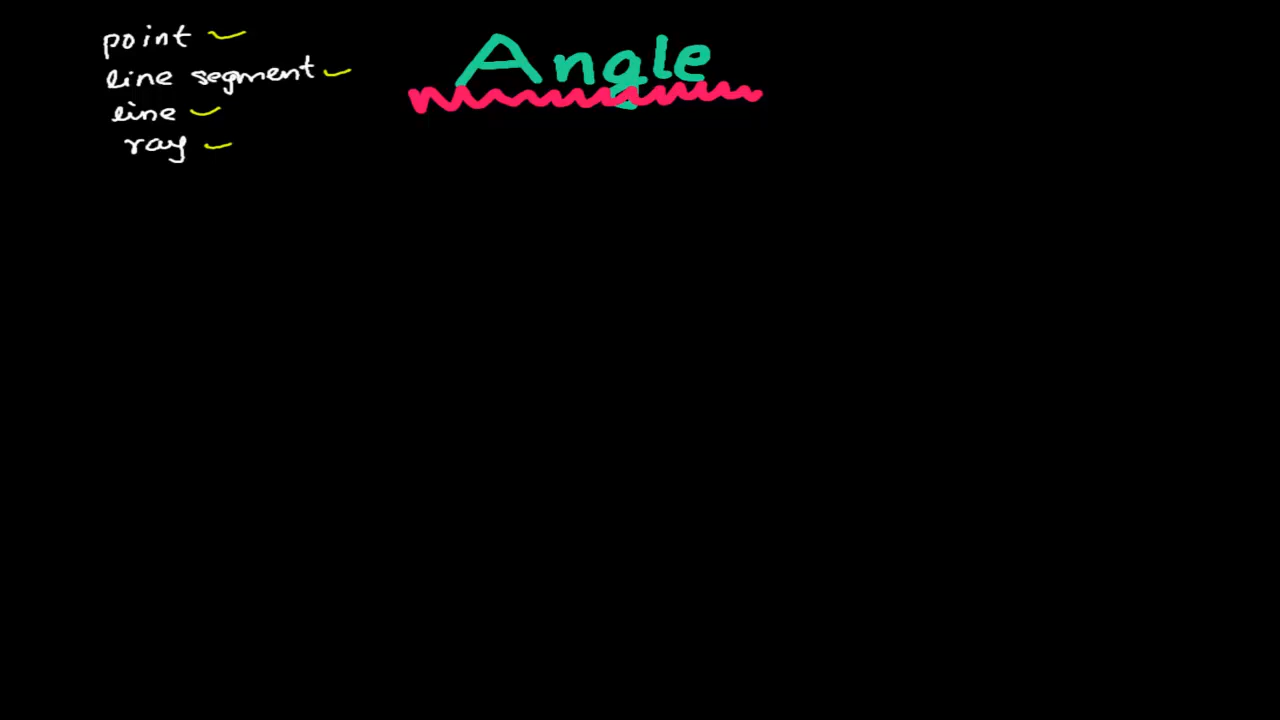 point
line segment
line
ray
Angle